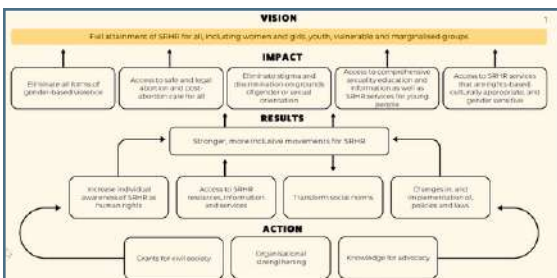 VISION
Full attainment of SRHR for all, including women and girls, youth, vulnerable and marginalised groups
IMPACT
Eliminate all forms of
gender-based violence
Access to safe and legal
abortion and post-
abortion care for all
Eliminate stigma and
discrimination on grounds
of gender or sexual
orientation
Access to comprehensive
sexuality education and
information as well as
SRHR services for young
people
Access to SRHR services
that are rights-based,
culturally appropriate, and
gender sensitive
RESULTS
Stronger, more inclusive movements for SRHR
Increase individual
awareness of SRHR as
human rights
Access to SRHR
resources, information
and services
Transform social norms
Changes in, and
implementation of,
policies and laws
ACTION
Grants for civil society
Organisational
strengthening
Knowledge for advocacy